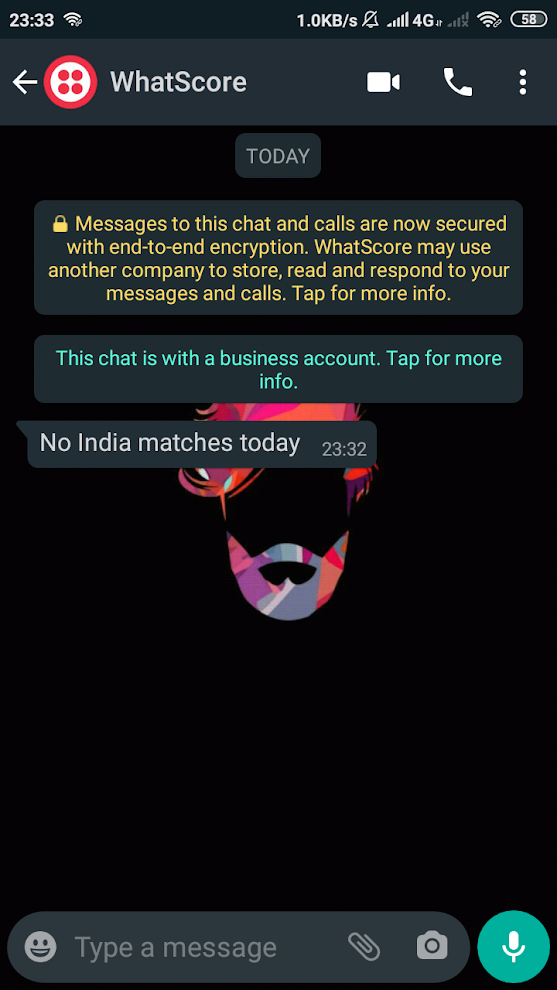 23:33 1.0KB/s 4G 58
WhatScore
TODAY
Messages to this chat and calls are now secured
with end-to-end encryption. WhatScore may use
another company to store, read and respond to your
messages and calls. Tap for more info.
This chat is with a business account. Tap for more
info.
No India matches today 23:32
Type a message